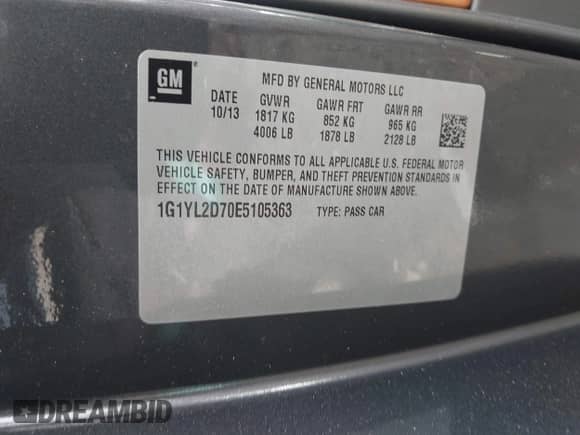 GM
MFD BY GENERAL MOTORS LLC
DATE GVWR GAWR FRT GAWR RR
10/13 1817 KG 852 KG 965 KG
4006 LB 1878 LB 2128 LB
THIS VEHICLE CONFORMS TO ALL APPLICABLE U.S. FEDERAL MOTOR
VEHICLE SAFETY, BUMPER, AND THEFT PREVENTION STANDARDS IN
EFFECT ON THE DATE OF MANUFACTURE SHOWN ABOVE.
1G1YL2D70E5105363 TYPE: PASS CAR
DREAMBID